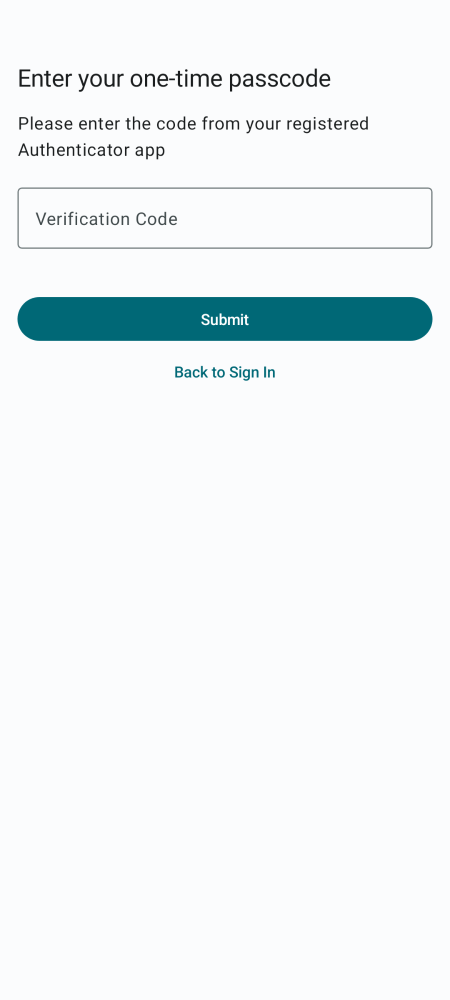 Enter your one-time passcode
Please enter the code from your registered
Authenticator app
Verification Code
Submit
Back to Sign In